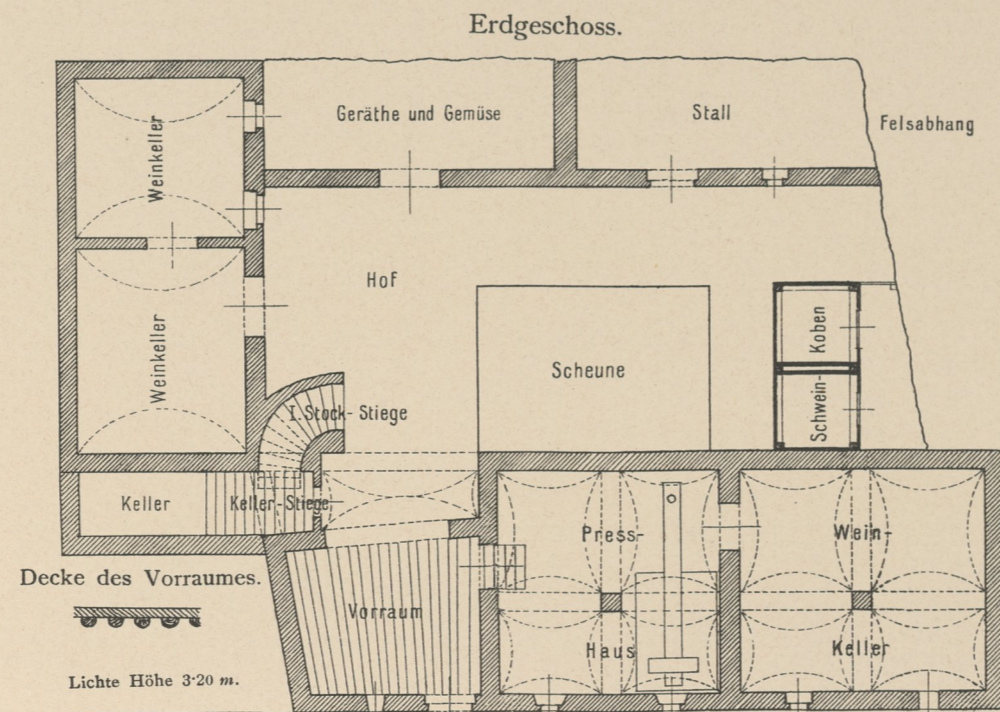 Erdgeschoss.
Geräthe und Gemüse
Stall
Felsabhang
Weinkeller
Hof
Weinkeller
Scheune
Koben
Schwein-
I. Stock-Stiege
Keller
Keller-Stiege
Press-
Wein-
Decke des Vorraumes.
Vorraum
Haus
Keller
Lichte Höhe 3·20 m.